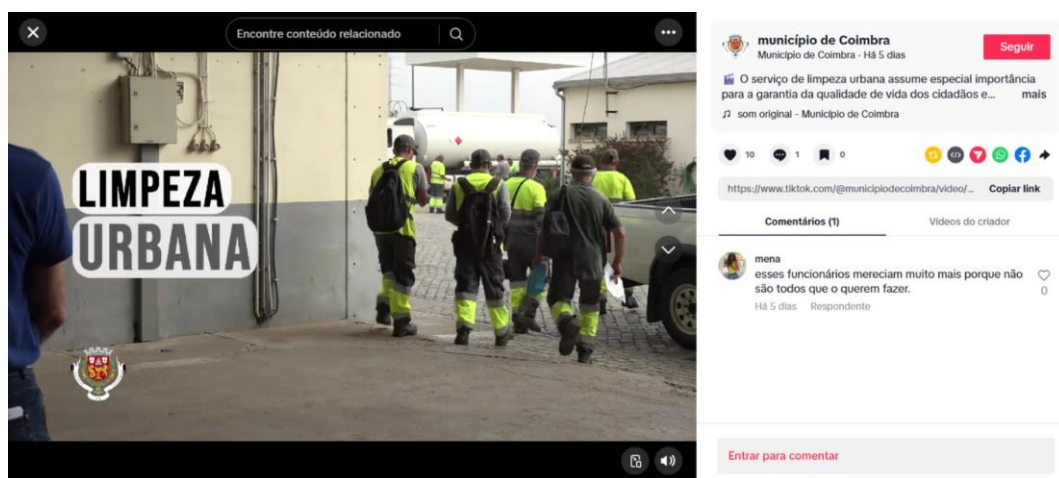 Encontre conteúdo relacionado
LIMPEZA
URBANA
município de Coimbra
Município de Coimbra · Há 5 dias
Seguir
🎬 O serviço de limpeza urbana assume especial importância
para a garantia da qualidade de vida dos cidadãos e... mais
♫ som original - Município de Coimbra
10 1 0
https://www.tiktok.com/@municipiodecoimbra/video/... Copiar link
Comentários (1) Vídeos do criador
mena
esses funcionários mereciam muito mais porque não
são todos que o querem fazer.
0
Há 5 dias Respondente
Entrar para comentar